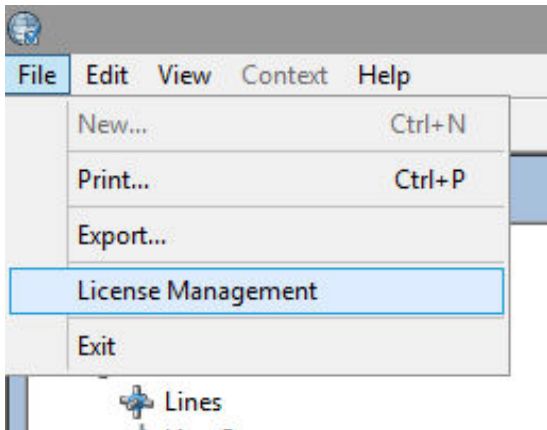 File Edit View Context Help
New... Ctrl+N
Print... Ctrl+P
Export...
License Management
Exit
Lines